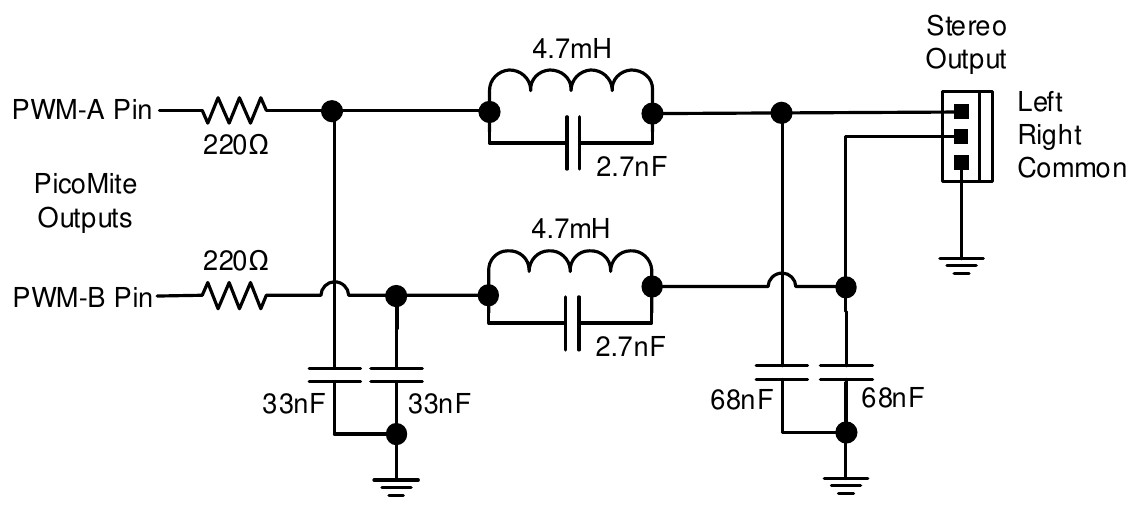 Stereo
Output
4.7mH
PWM-A Pin
220Ω
2.7nF
Left
Right
Common
PicoMite
Outputs
4.7mH
220Ω
PWM-B Pin
2.7nF
33nF
33nF
68nF
68nF